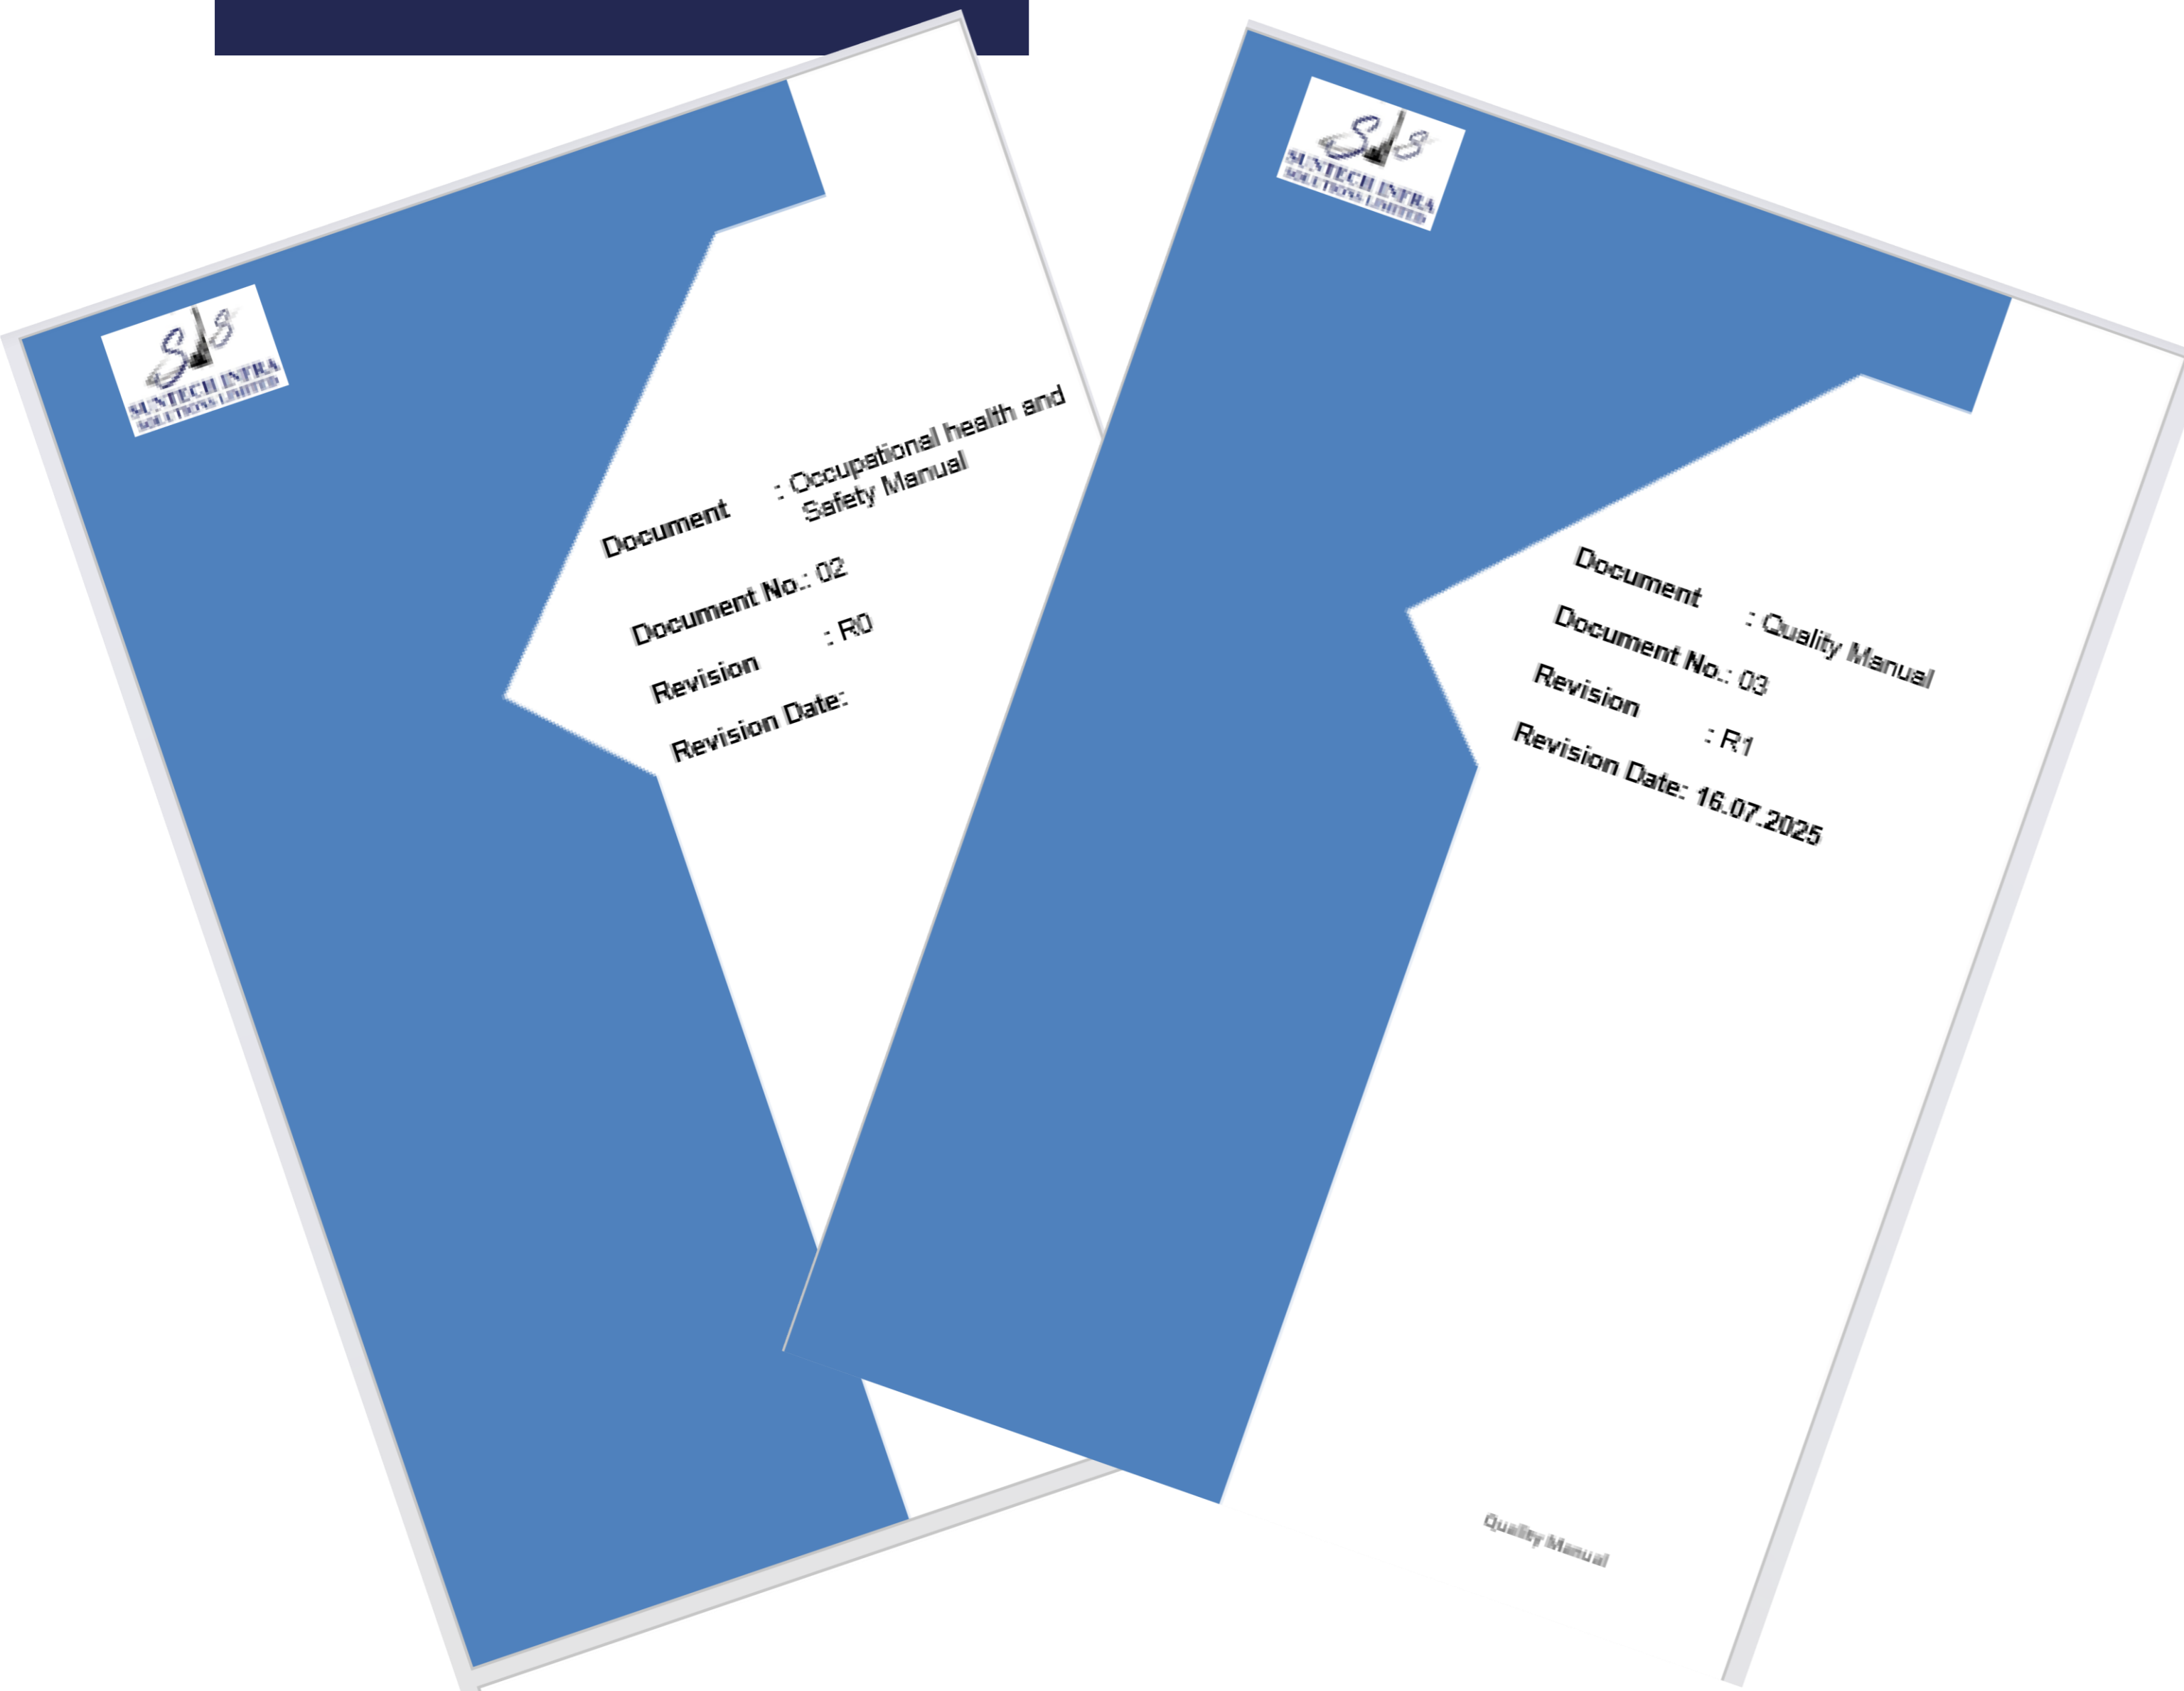 SUNTECH INFRA
SOLUTIONS LIMITED
Document : Occupational health and
Safety Manual
Document No.: 02
Revision : R0
Revision Date:
SUNTECH INFRA
SOLUTIONS LIMITED
Document : Quality Manual
Document No.: 03
Revision : R1
Revision Date: 16.07.2025
Quality Manual